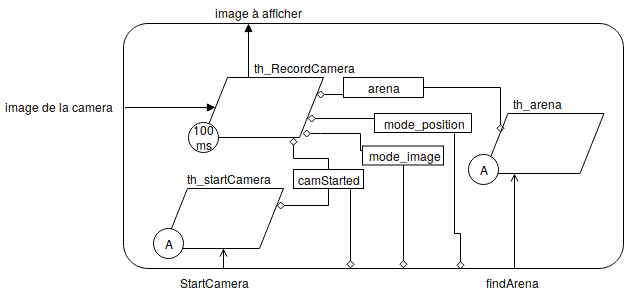 image à afficher
th_RecordCamera
arena
image de la camera
th_arena
mode_position
100
ms
mode_image
A
th_startCamera
camStarted
A
StartCamera
findArena